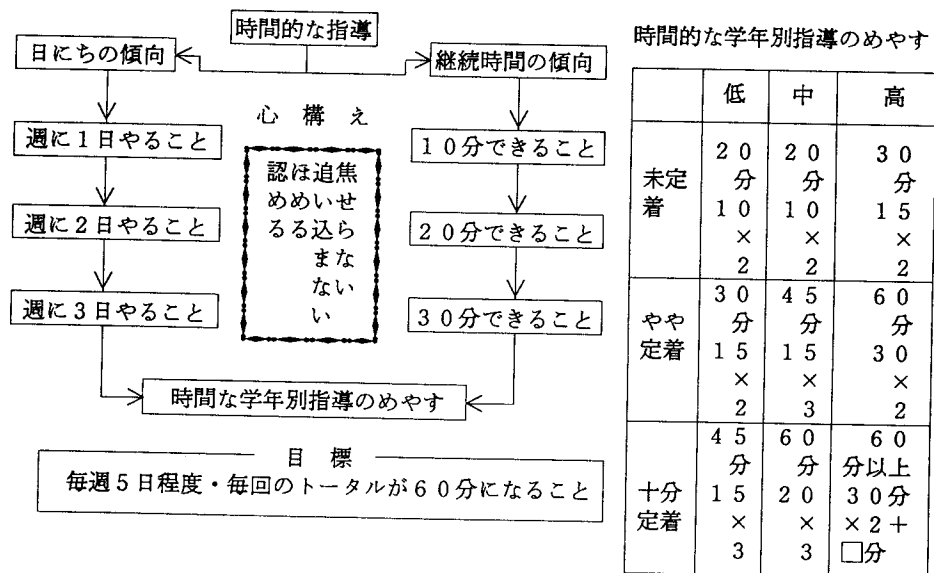 時間的な指導
日にちの傾向
継続時間の傾向
週に1日やること
週に2日やること
週に3日やること
心構え
焦せらない
追い込まない
はめる
認める
10分できること
20分できること
30分できること
時間な学年別指導のめやす
目標
毎週5日程度・毎回のトータルが60分になること
時間的な学年別指導のめやす
低 中 高
未定着
20分
10×2
20分
10×2
30分
15×2
やや定着
30分
15×2
45分
15×3
60分
30×2
十分定着
45分
15×3
60分
20×3
60分以上
30分×2+□分